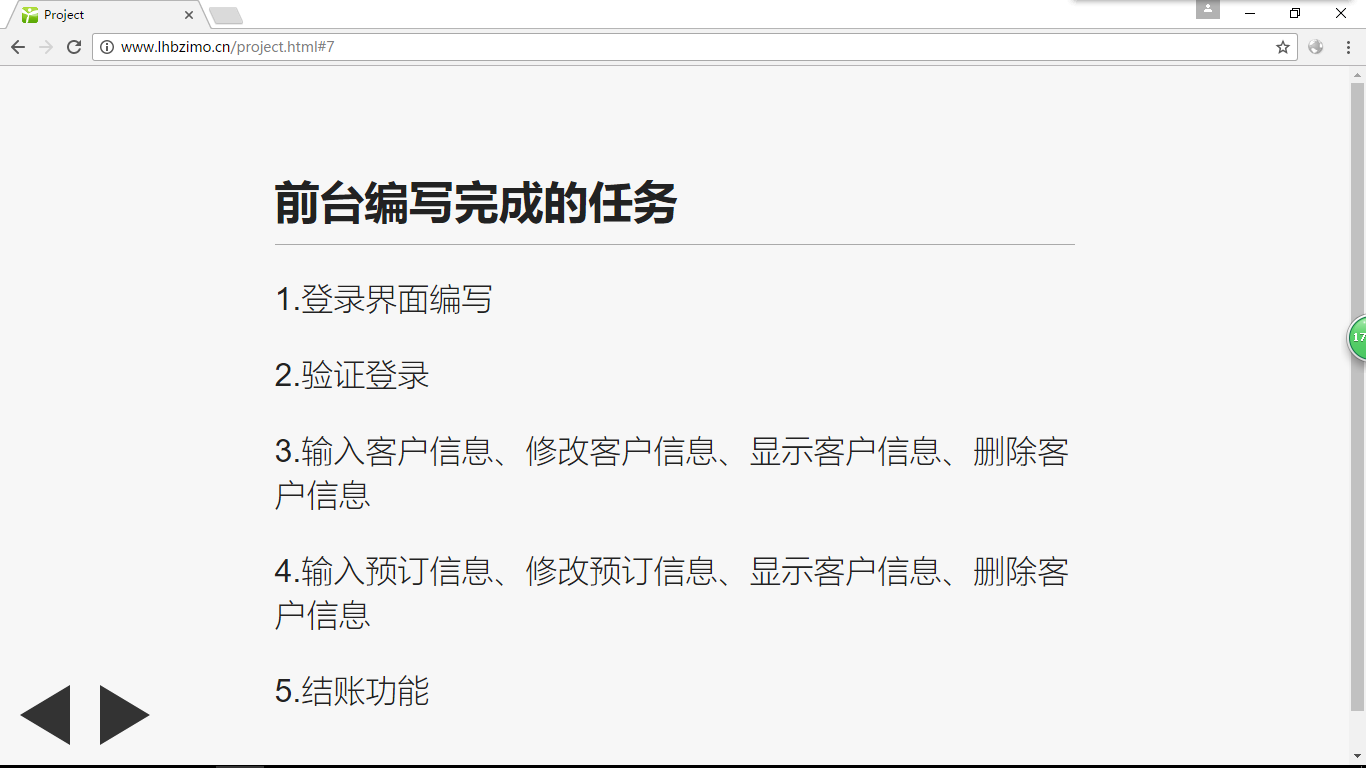 Project
www.lhbzimo.cn/project.html#7
前台编写完成的任务
1.登录界面编写
2.验证登录
3.输入客户信息、修改客户信息、显示客户信息、删除客
户信息
17
4.输入预订信息、修改预订信息、显示客户信息、删除客
户信息
5.结账功能